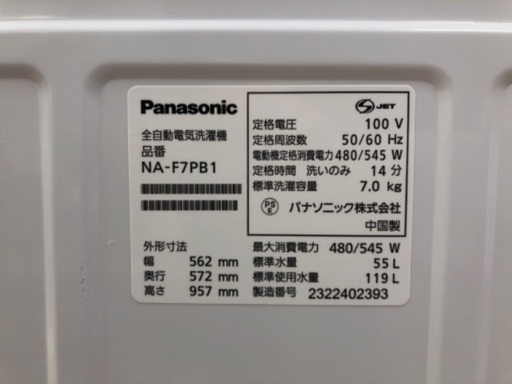 Panasonic
全自動電気洗濯機
品番
NA-F7PB1
外形寸法
幅 562 mm
奥行 572 mm
高さ 957 mm
S JET
定格電圧 100 V
定格周波数 50/60 Hz
電動機定格消費電力 480/545 W
定格時間 洗いのみ 14分
標準洗濯容量 7.0 kg
PS E パナソニック株式会社
中国製
最大消費電力 480/545 W
標準水量 55 L
標準使用水量 119 L
製造番号 2322402393